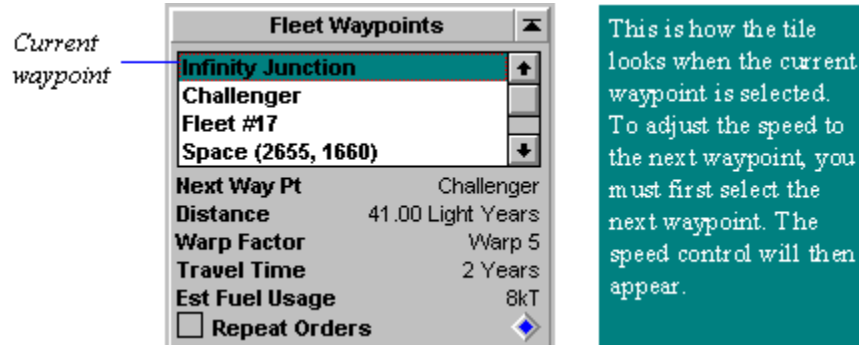 Current
waypoint
Fleet Waypoints
Infinity Junction
Challenger
Fleet #17
Space (2655, 1660)
Next Way Pt Challenger
Distance 41.00 Light Years
Warp Factor Warp 5
Travel Time 2 Years
Est Fuel Usage 8kT
Repeat Orders
This is how the tile
looks when the current
waypoint is selected.
To adjust the speed to
the next waypoint, you
must first select the
next waypoint. The
speed control will then
appear.